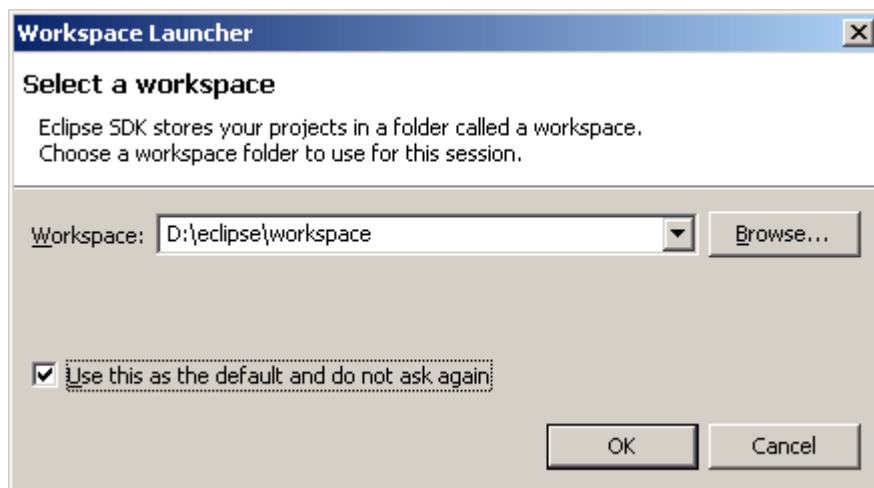 Workspace Launcher
Select a workspace
Eclipse SDK stores your projects in a folder called a workspace.
Choose a workspace folder to use for this session.
Workspace: D:\eclipse\workspace Browse...
Use this as the default and do not ask again
OK Cancel